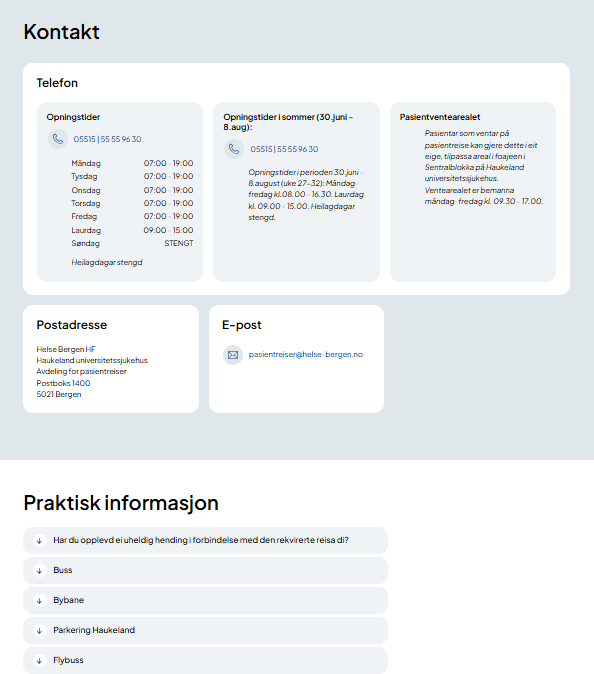 Kontakt
Telefon
Opningstider
05515 | 55 55 96 30
Måndag 07:00 - 19:00
Tysdag 07:00 - 19:00
Onsdag 07:00 - 19:00
Torsdag 07:00 - 19:00
Fredag 07:00 - 19:00
Laurdag 09:00 - 15:00
Søndag STENGT
Heilagdagar stengd
Opningstider i sommer (30.juni -
8.aug):
05515 | 55 55 96 30
Opningstider i perioden 30.juni -
8.august (uke 27-32): Måndag-
fredag kl.08.00 - 16.30. Laurdag
kl. 09.00 - 15.00. Heilagdagar
stengd.
Pasientventearealet
Pasientar som ventar på
pasientreise kan gjere dette i eit
eige, tilpassa areal i foajeen i
Sentralblokka på Haukeland
universitetssjukehus.
Ventearealet er bemanna
måndag-fredag kl. 09.30 - 17.00.
Postadresse
Helse Bergen HF
Haukeland universitetssjukehus
Avdeling for pasientreiser
Postboks 1400
5021 Bergen
E-post
pasientreiser@helse-bergen.no
Praktisk informasjon
Har du opplevd ei uheldig hending i forbindelse med den rekvirerte reisa di?
Buss
Bybane
Parkering Haukeland
Flybuss